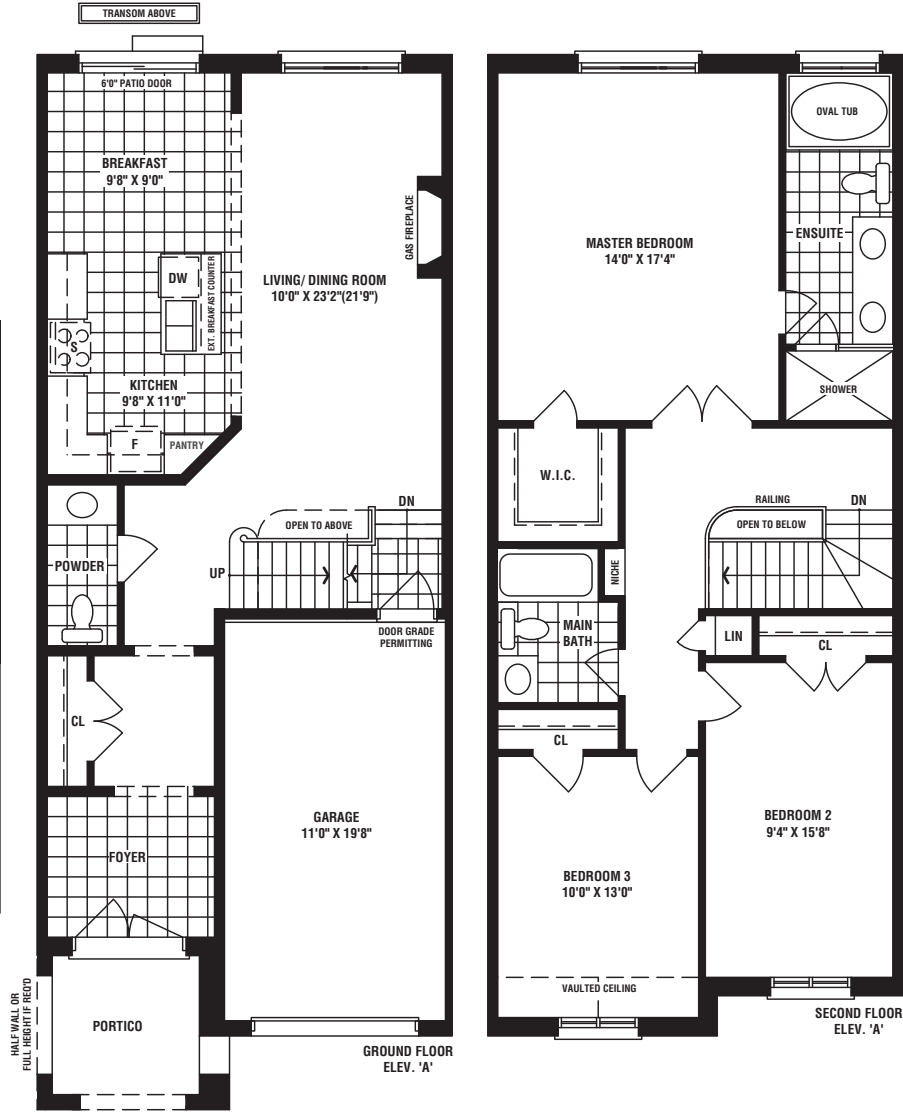 TRANSOM ABOVE
6'0" PATIO DOOR
BREAKFAST
9'8" X 9'0"
GAS FIREPLACE
DW
EXT. BREAKFAST COUNTER
LIVING/ DINING ROOM
10'0" X 23'2"(21'9")
S
KITCHEN
9'8" X 11'0"
F
PANTRY
DN
OPEN TO ABOVE
POWDER
UP
DOOR GRADE
PERMITTING
CL
GARAGE
11'0" X 19'8"
FOYER
HALF WALL OR
FULL HEIGHT IF REQ'D
PORTICO
GROUND FLOOR
ELEV. 'A'
OVAL TUB
ENSUITE
MASTER BEDROOM
14'0" X 17'4"
SHOWER
W.I.C.
RAILING
DN
OPEN TO BELOW
NICHE
MAIN
BATH
LIN
CL
CL
BEDROOM 2
9'4" X 15'8"
BEDROOM 3
10'0" X 13'0"
VAULTED CEILING
SECOND FLOOR
ELEV. 'A'